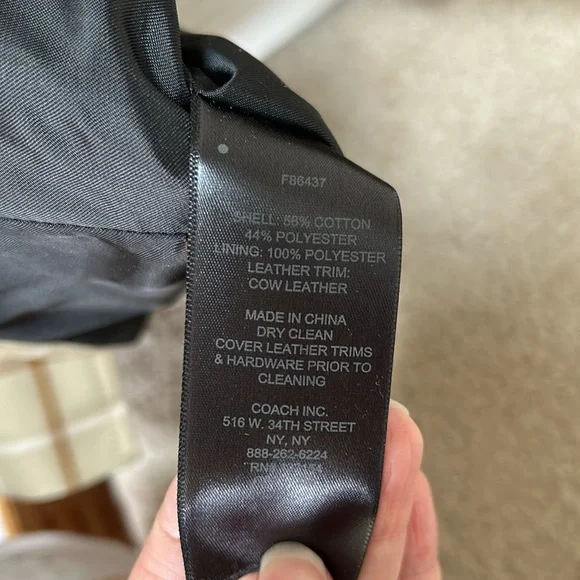 F86437
SHELL: 56% COTTON
44% POLYESTER
LINING: 100% POLYESTER
LEATHER TRIM:
COW LEATHER
MADE IN CHINA
DRY CLEAN
COVER LEATHER TRIMS
& HARDWARE PRIOR TO
CLEANING
COACH INC.
516 W. 34TH STREET
NY, NY
888-262-6224
RN#